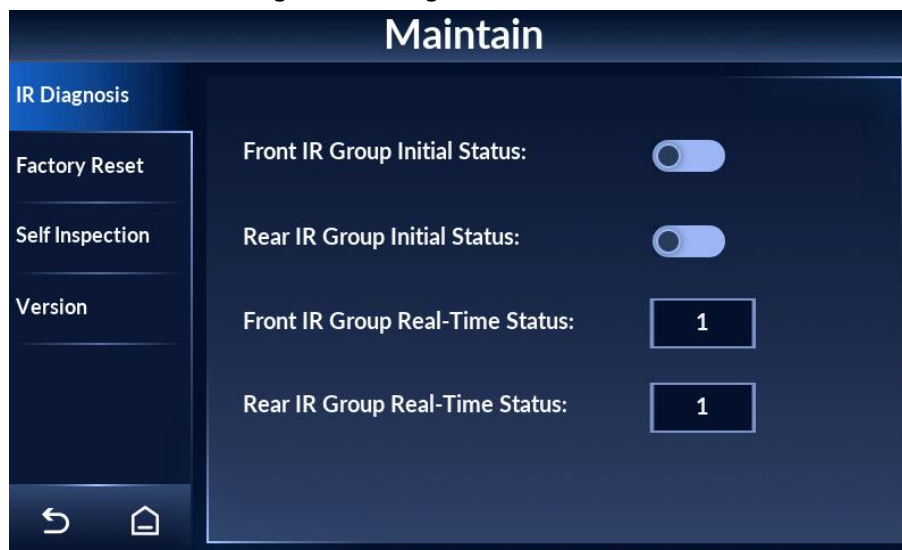 Maintain
IR Diagnosis
Factory Reset
Self Inspection
Version
Front IR Group Initial Status:
Rear IR Group Initial Status:
Front IR Group Real-Time Status: 1
Rear IR Group Real-Time Status: 1